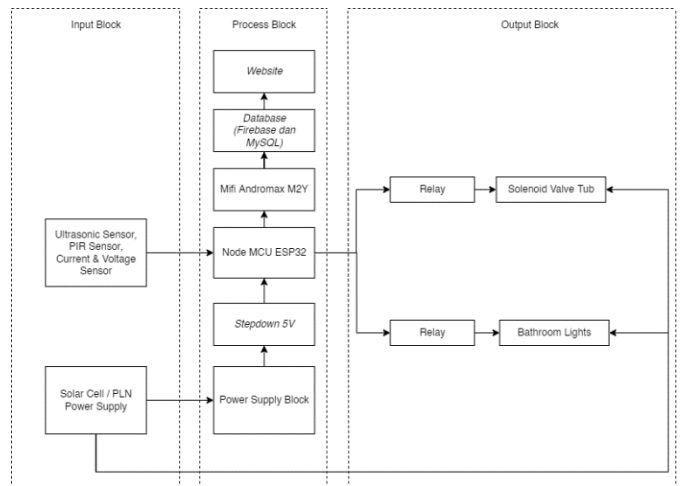 Input Block
Process Block
Output Block
Website
Database
(Firebase dan
MySQL)
Mifi Andromax M2Y
Relay
Solenoid Valve Tub
Ultrasonic Sensor,
PIR Sensor,
Current & Voltage
Sensor
Node MCU ESP32
Stepdown 5V
Relay
Bathroom Lights
Solar Cell / PLN
Power Supply
Power Supply Block